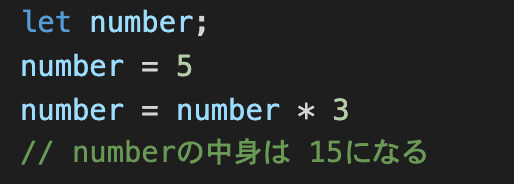 let number;
number = 5
number = number * 3
// numberの中身は 15になる